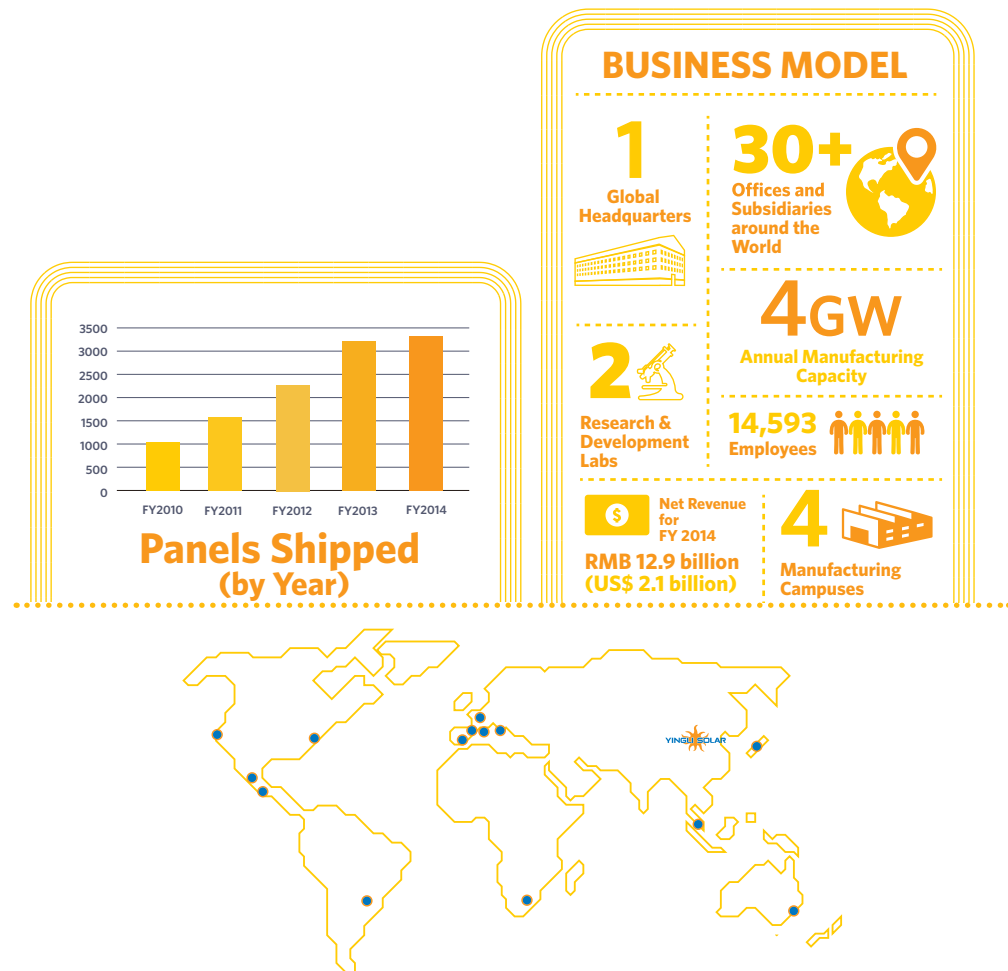 BUSINESS MODEL
1
Global
Headquarters
30+
Offices and
Subsidiaries
around the
World
4GW
Annual Manufacturing
Capacity
2
Research &
Development
Labs
14,593
Employees
$
Net Revenue
for
FY 2014
RMB 12.9 billion
(US$ 2.1 billion)
4
Manufacturing
Campuses
3500
3000
2500
2000
1500
1000
500
0
FY2010 FY2011 FY2012 FY2013 FY2014
Panels Shipped
(by Year)
YINGLI SOLAR